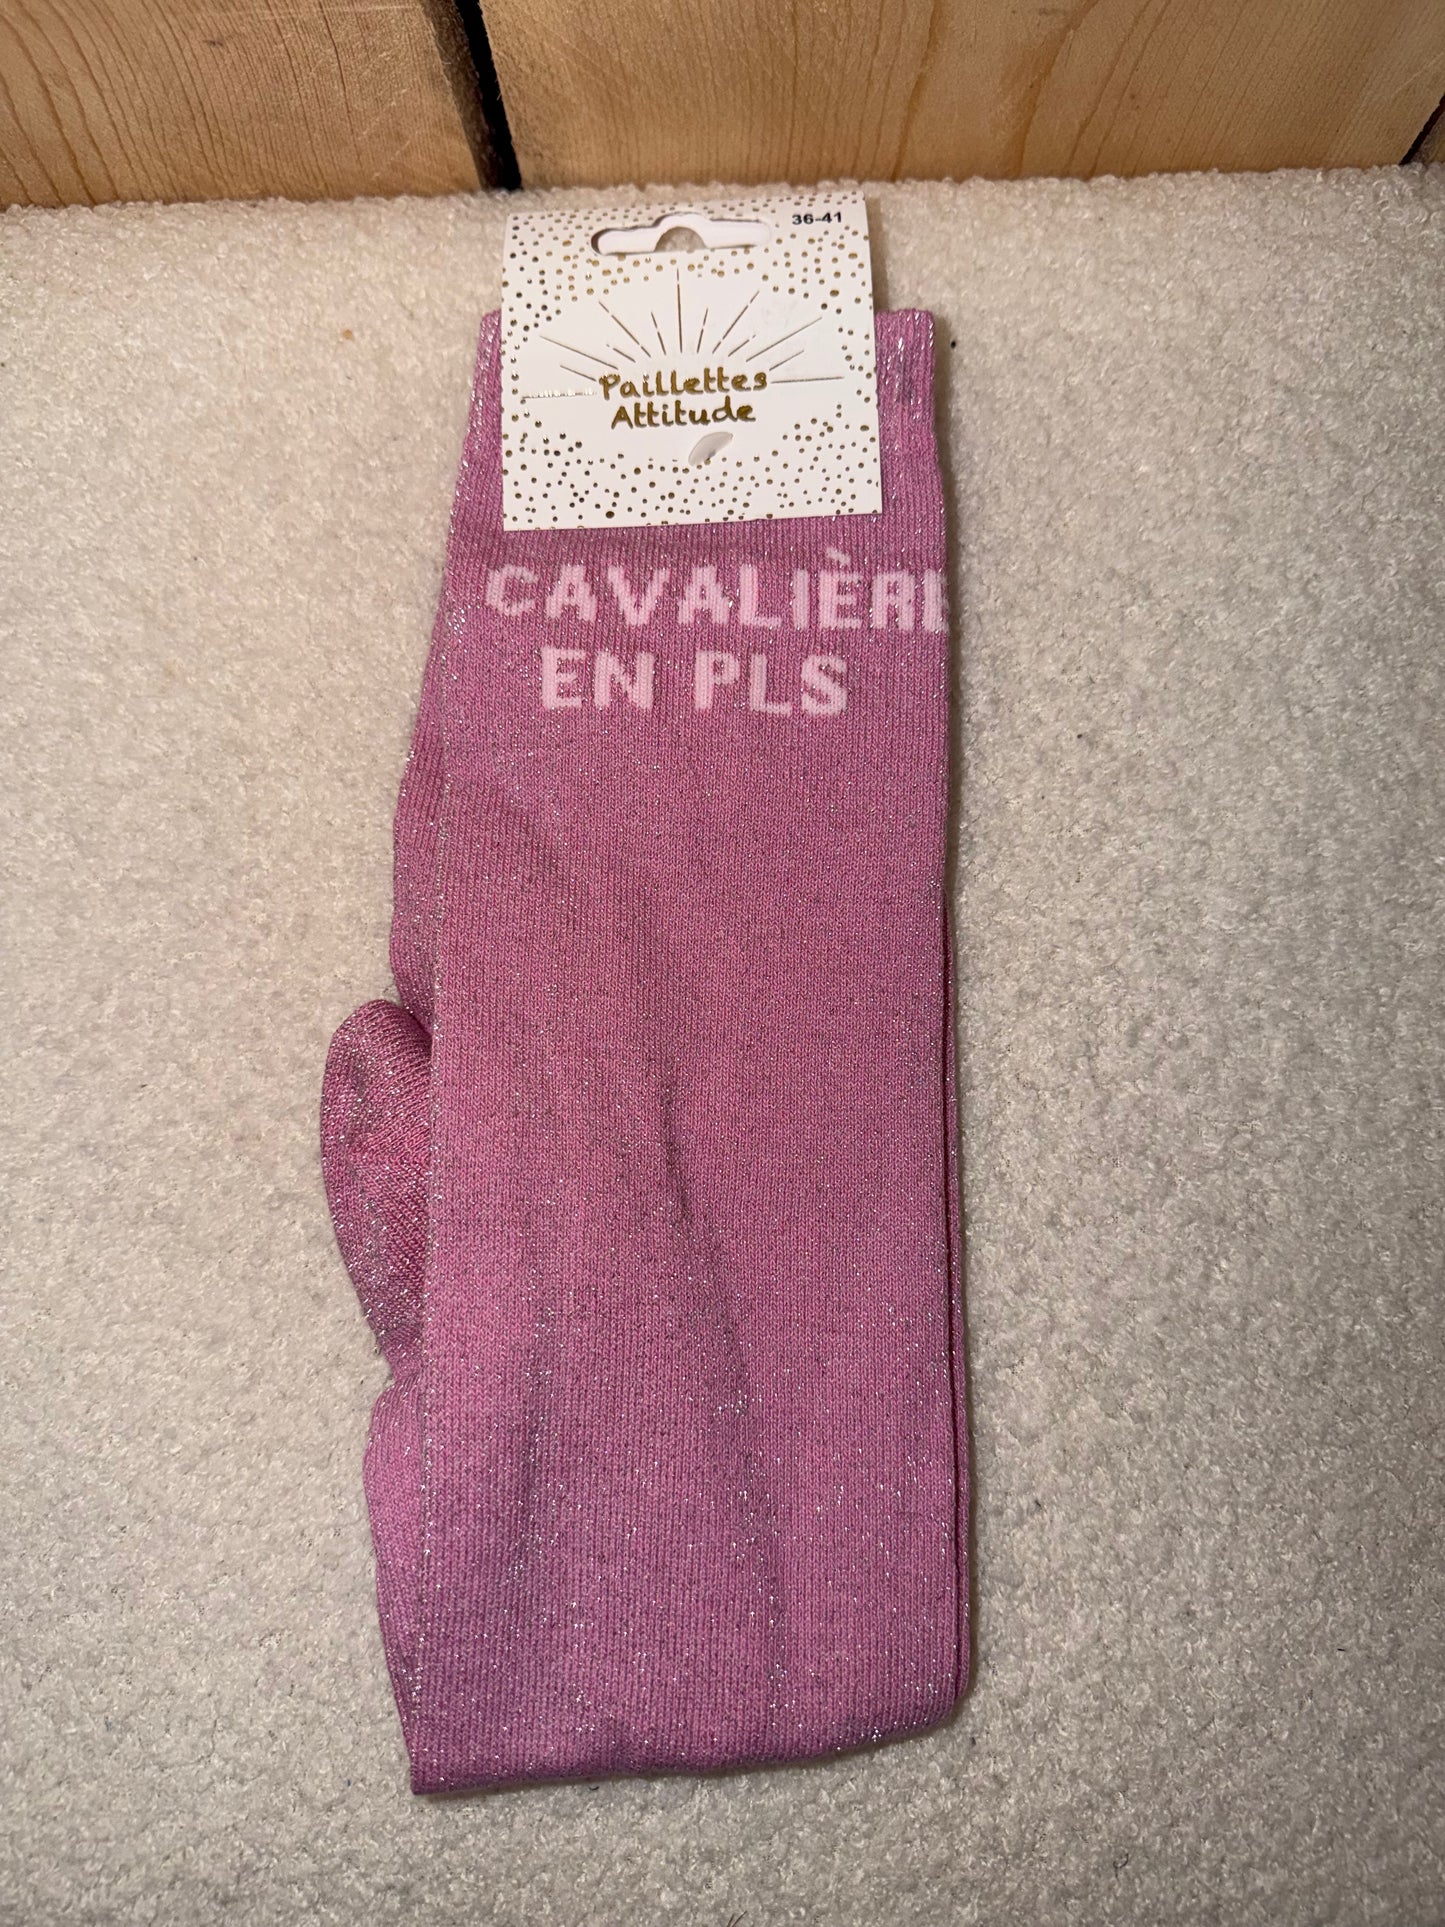 36-41
Paillettes
Attitude
CAVALIÈRE
EN PLS